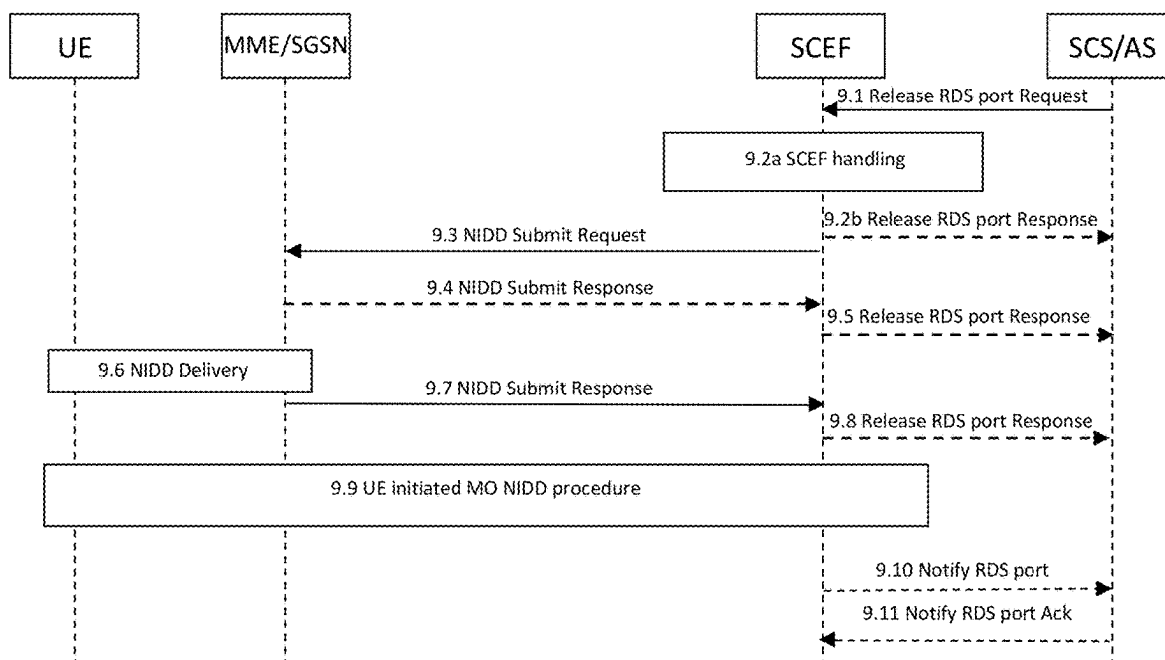 UE
MME/SGSN
SCEF
SCS/AS
9.1 Release RDS port Request
9.2a SCEF handling
9.2b Release RDS port Response
9.3 NIDD Submit Request
9.4 NIDD Submit Response
9.5 Release RDS port Response
9.6 NIDD Delivery
9.7 NIDD Submit Response
9.8 Release RDS port Response
9.9 UE initiated MO NIDD procedure
9.10 Notify RDS port
9.11 Notify RDS port Ack